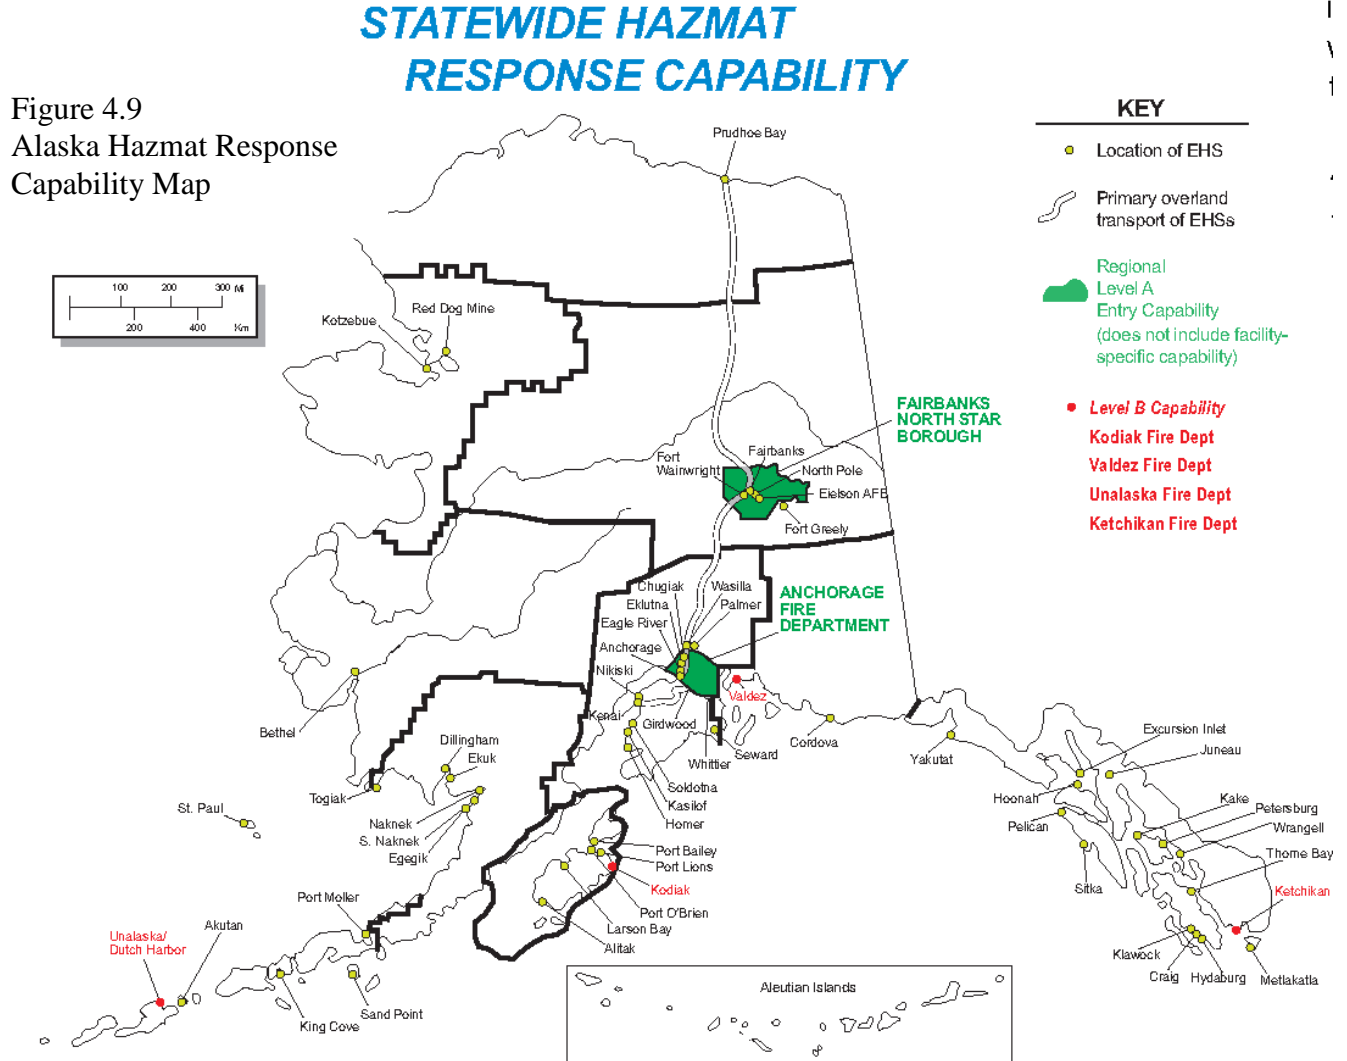 STATEWIDE HAZMAT
RESPONSE CAPABILITY
Figure 4.9
Alaska Hazmat Response
Capability Map
KEY
Location of EHS
Primary overland
transport of EHSs
Regional
Level A
Entry Capability
(does not include facility-
specific capability)
Level B Capability
Kodiak Fire Dept
Valdez Fire Dept
Unalaska Fire Dept
Ketchikan Fire Dept
100 200 300 Mi
200 400 Km
Prudhoe Bay
Red Dog Mine
Kotzebue
FAIRBANKS
NORTH STAR
BOROUGH
Fairbanks
Fort
Wainwright
North Pole
Eielson AFB
Fort Greely
Chugiak
Wasilla
Eklutna
Palmer
Eagle River
Anchorage
ANCHORAGE
FIRE
DEPARTMENT
Nikiski
Kenai
Girdwood
Valdez
Whittier
Seward
Cordova
Soldotna
Kasilof
Homer
Bethel
Togiak
Dillingham
Ekuk
Naknek
S. Naknek
Egegik
St. Paul
Port Bailey
Port Lions
Kodiak
Port O'Brien
Larson Bay
Alitak
Port Moller
Akutan
Unalaska/
Dutch Harbor
King Cove
Sand Point
Aleutian Islands
Yakutat
Excursion Inlet
Juneau
Hoonah
Pelican
Kake
Petersburg
Wrangell
Thorne Bay
Sitka
Ketchikan
Klawock
Craig
Hydaburg
Metlakatla